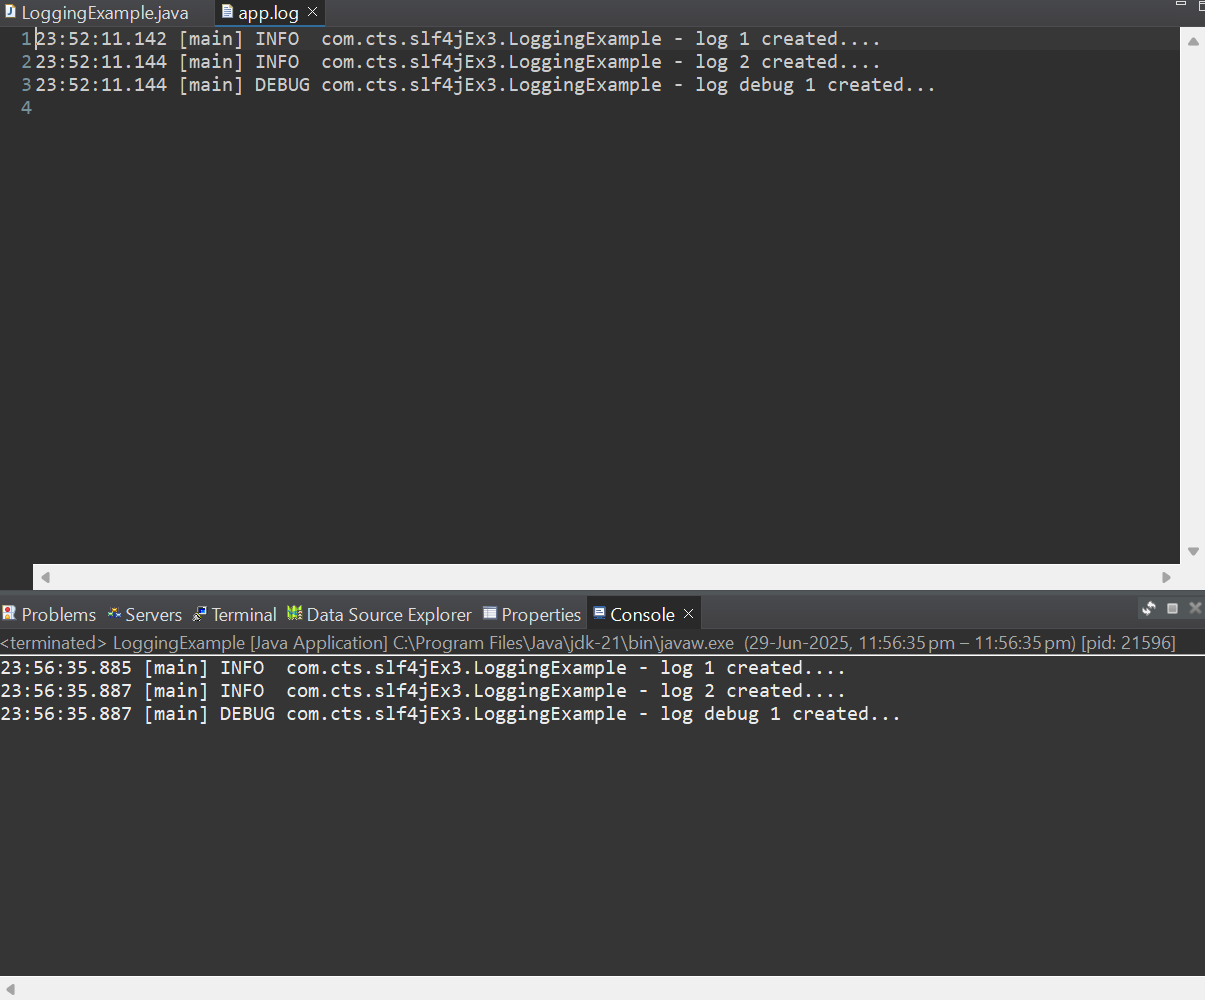 LoggingExample.java app.log
1 23:52:11.142 [main] INFO  com.cts.slf4jEx3.LoggingExample - log 1 created....
2 23:52:11.144 [main] INFO  com.cts.slf4jEx3.LoggingExample - log 2 created....
3 23:52:11.144 [main] DEBUG com.cts.slf4jEx3.LoggingExample - log debug 1 created...
4
Problems Servers Terminal Data Source Explorer Properties Console
<terminated> LoggingExample [Java Application] C:\Program Files\Java\jdk-21\bin\javaw.exe (29-Jun-2025, 11:56:35 pm – 11:56:35 pm) [pid: 21596]
23:56:35.885 [main] INFO  com.cts.slf4jEx3.LoggingExample - log 1 created....
23:56:35.887 [main] INFO  com.cts.slf4jEx3.LoggingExample - log 2 created....
23:56:35.887 [main] DEBUG com.cts.slf4jEx3.LoggingExample - log debug 1 created...